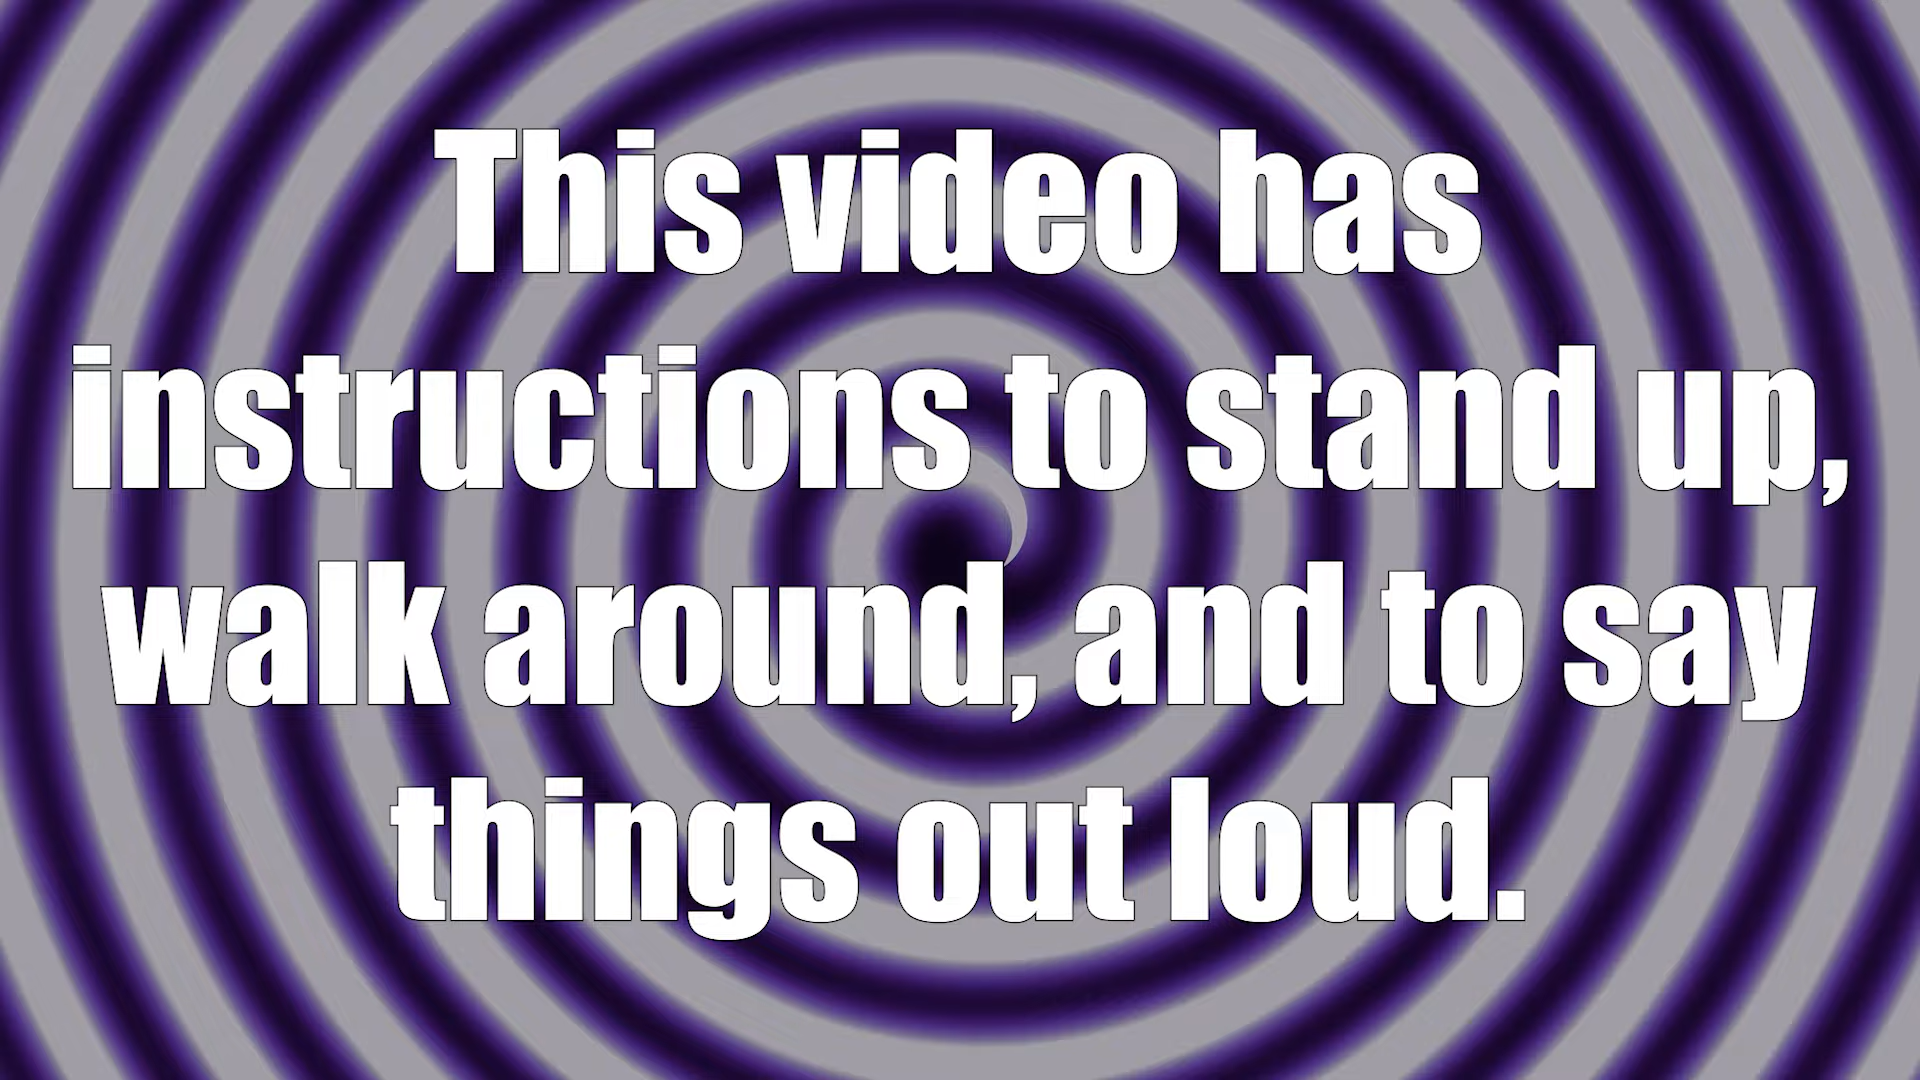 This video has
instructions to stand up,
walk around, and to say
things out loud.